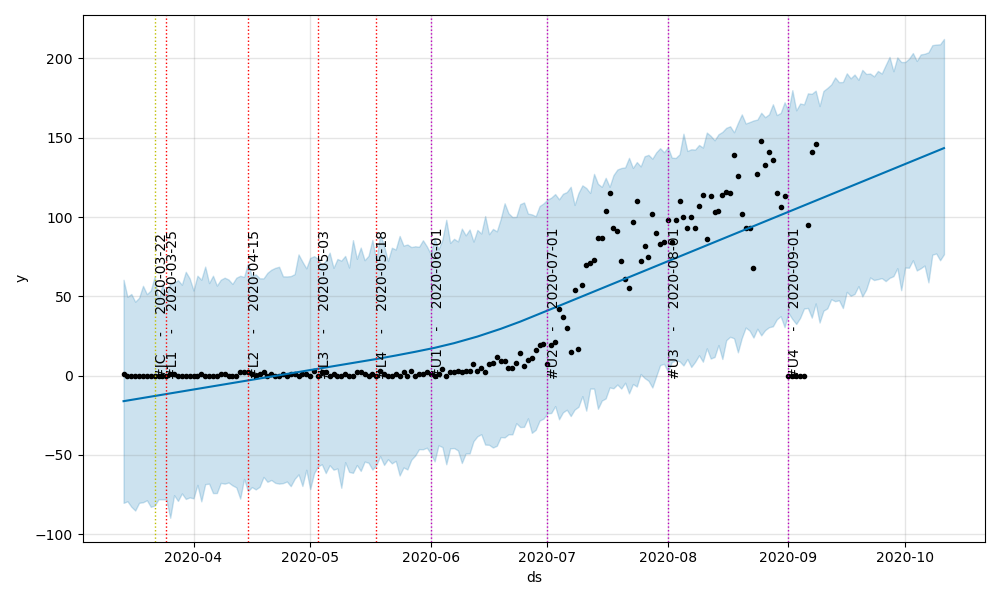 200
150
100
50
0
−50
−100
y
#JC - 2020-03-22
#L1 - 2020-03-25
#L2 - 2020-04-15
#L3 - 2020-05-03
#L4 - 2020-05-18
#U1 - 2020-06-01
#U2 - 2020-07-01
#U3 - 2020-08-01
#U4 - 2020-09-01
2020-04
2020-05
2020-06
2020-07
2020-08
2020-09
2020-10
ds